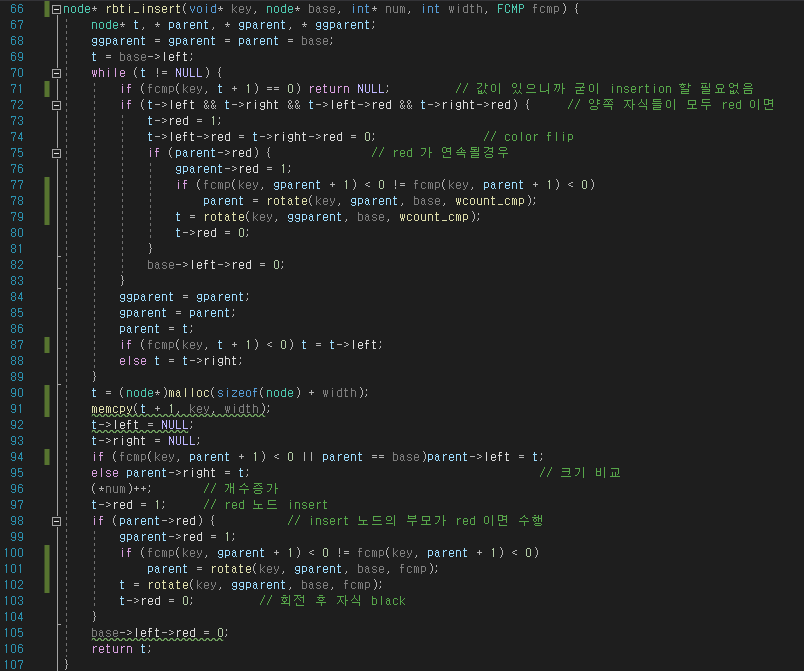 66 node* rbti_insert(void* key, node* base, int* num, int width, FCMP fcmp) {
67 node* t, * parent, * gparent, * ggparent;
68 ggparent = gparent = parent = base;
69 t = base->left;
70 while (t != NULL) {
71 if (fcmp(key, t + 1) == 0) return NULL; // 값이 있으니까 굳이 insertion 할 필요없음
72 if (t->left && t->right && t->left->red && t->right->red) { // 양쪽 자식들이 모두 red 이면
73 t->red = 1;
74 t->left->red = t->right->red = 0; // color flip
75 if (parent->red) { // red 가 연속될경우
76 gparent->red = 1;
77 if (fcmp(key, gparent + 1) < 0 != fcmp(key, parent + 1) < 0)
78 parent = rotate(key, gparent, base, wcount_cmp);
79 t = rotate(key, ggparent, base, wcount_cmp);
80 t->red = 0;
81 }
82 base->left->red = 0;
83 }
84 ggparent = gparent;
85 gparent = parent;
86 parent = t;
87 if (fcmp(key, t + 1) < 0) t = t->left;
88 else t = t->right;
89 }
90 t = (node*)malloc(sizeof(node) + width);
91 memcpy(t + 1, key, width);
92 t->left = NULL;
93 t->right = NULL;
94 if (fcmp(key, parent + 1) < 0 || parent == base)parent->left = t;
95 else parent->right = t; // 크기 비교
96 (*num)++; // 개수증가
97 t->red = 1; // red 노드 insert
98 if (parent->red) { // insert 노드의 부모가 red 이면 수행
99 gparent->red = 1;
100 if (fcmp(key, gparent + 1) < 0 != fcmp(key, parent + 1) < 0)
101 parent = rotate(key, gparent, base, fcmp);
102 t = rotate(key, ggparent, base, fcmp);
103 t->red = 0; // 회전 후 자식 black
104 }
105 base->left->red = 0;
106 return t;
107 }